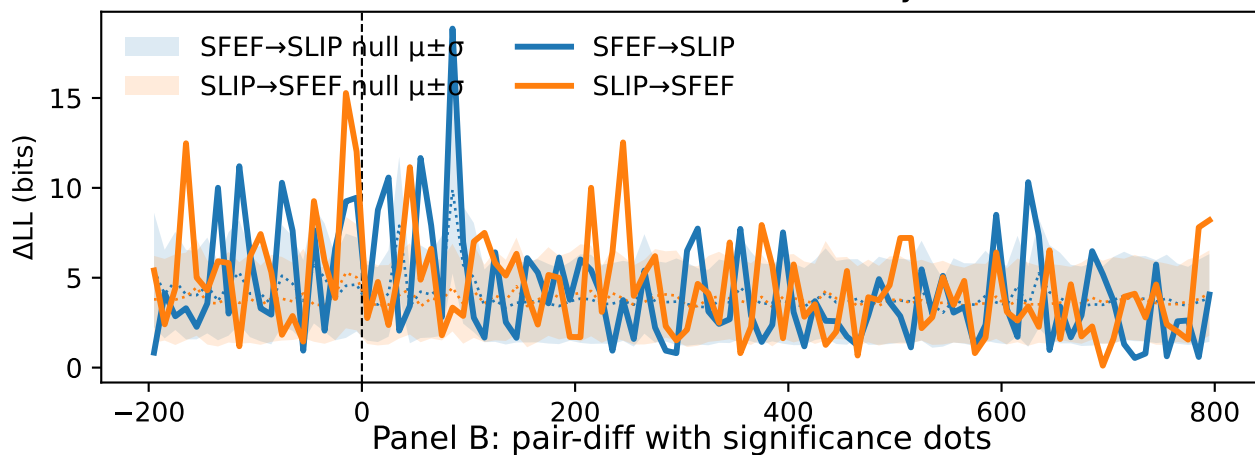 SFEF→SLIP null μ±σ
SLIP→SFEF null μ±σ
SFEF→SLIP
SLIP→SFEF
ΔLL (bits)
15
10
5
0
−200 0 200 400 600 800
Panel B: pair-diff with significance dots